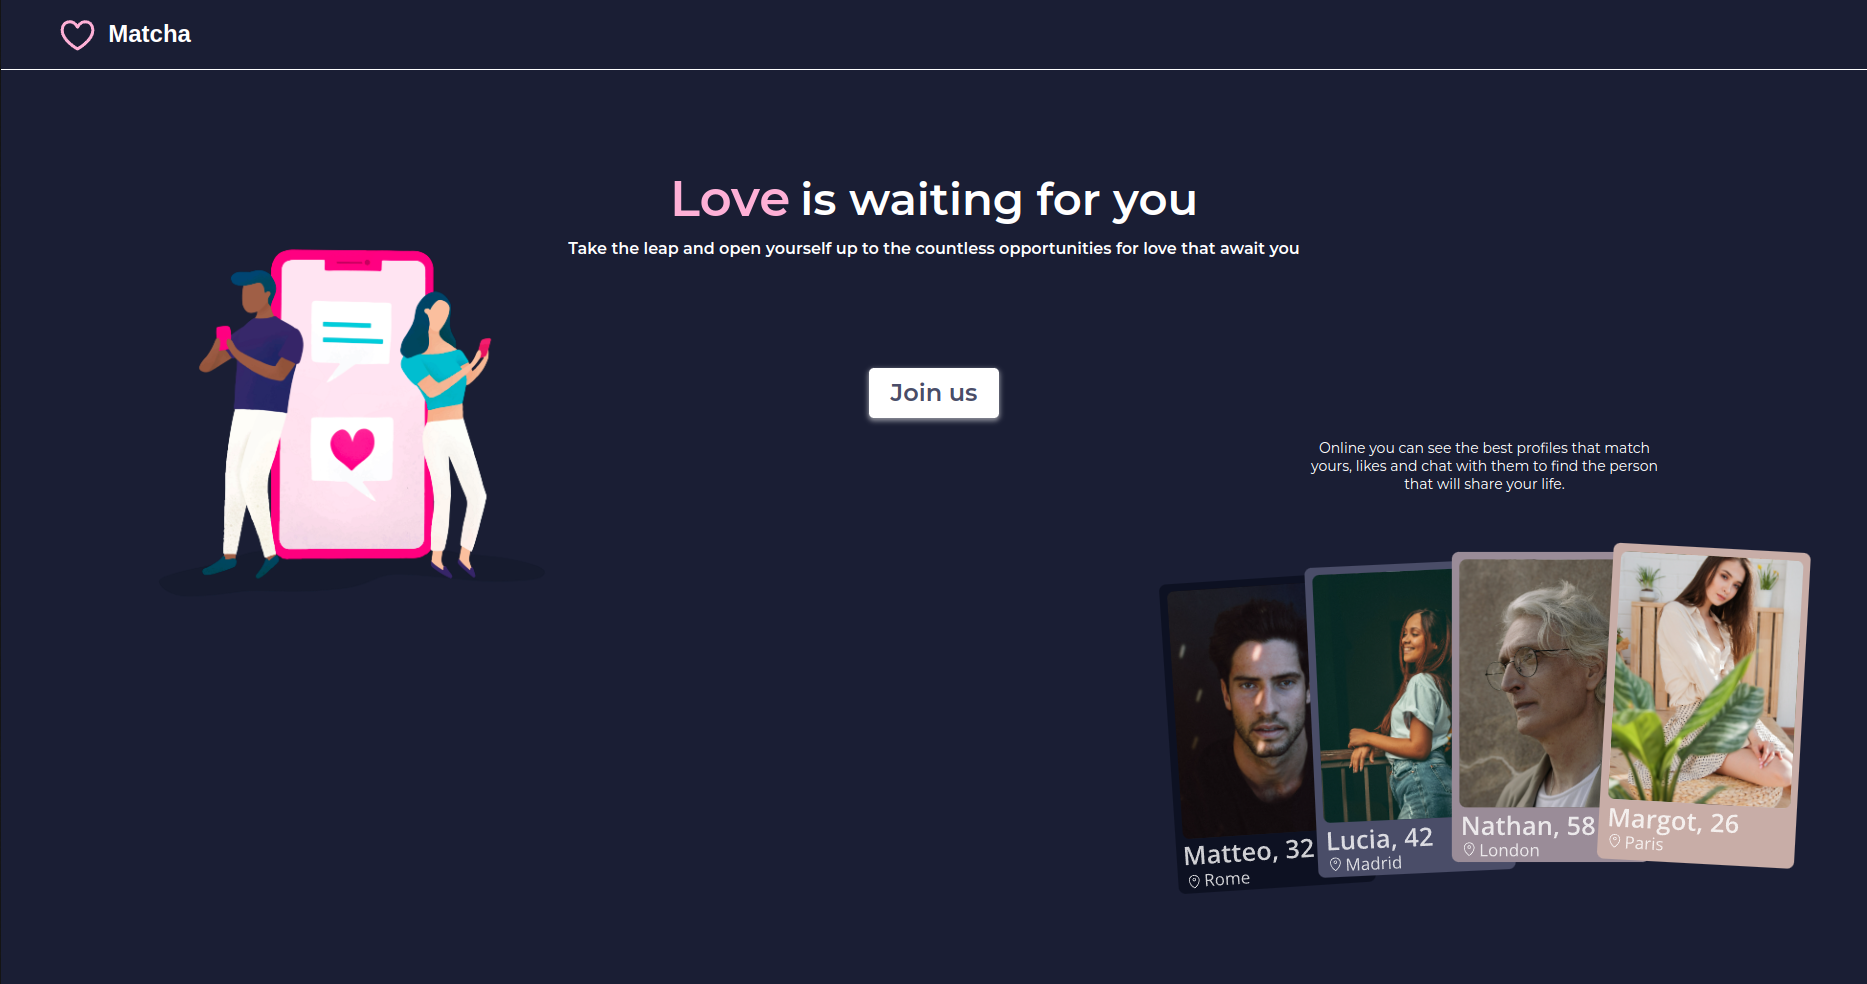 Matcha
Love is waiting for you
Take the leap and open yourself up to the countless opportunities for love that await you
Join us
Online you can see the best profiles that match
yours, likes and chat with them to find the person
that will share your life.
Matteo, 32
Rome
Lucia, 42
Madrid
Nathan, 58
London
Margot, 26
Paris